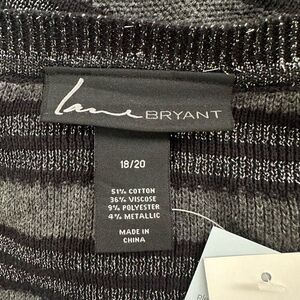 Lane BRYANT
18/20
51% COTTON
36% VISCOSE
9% POLYESTER
4% METALLIC
MADE IN
CHINA